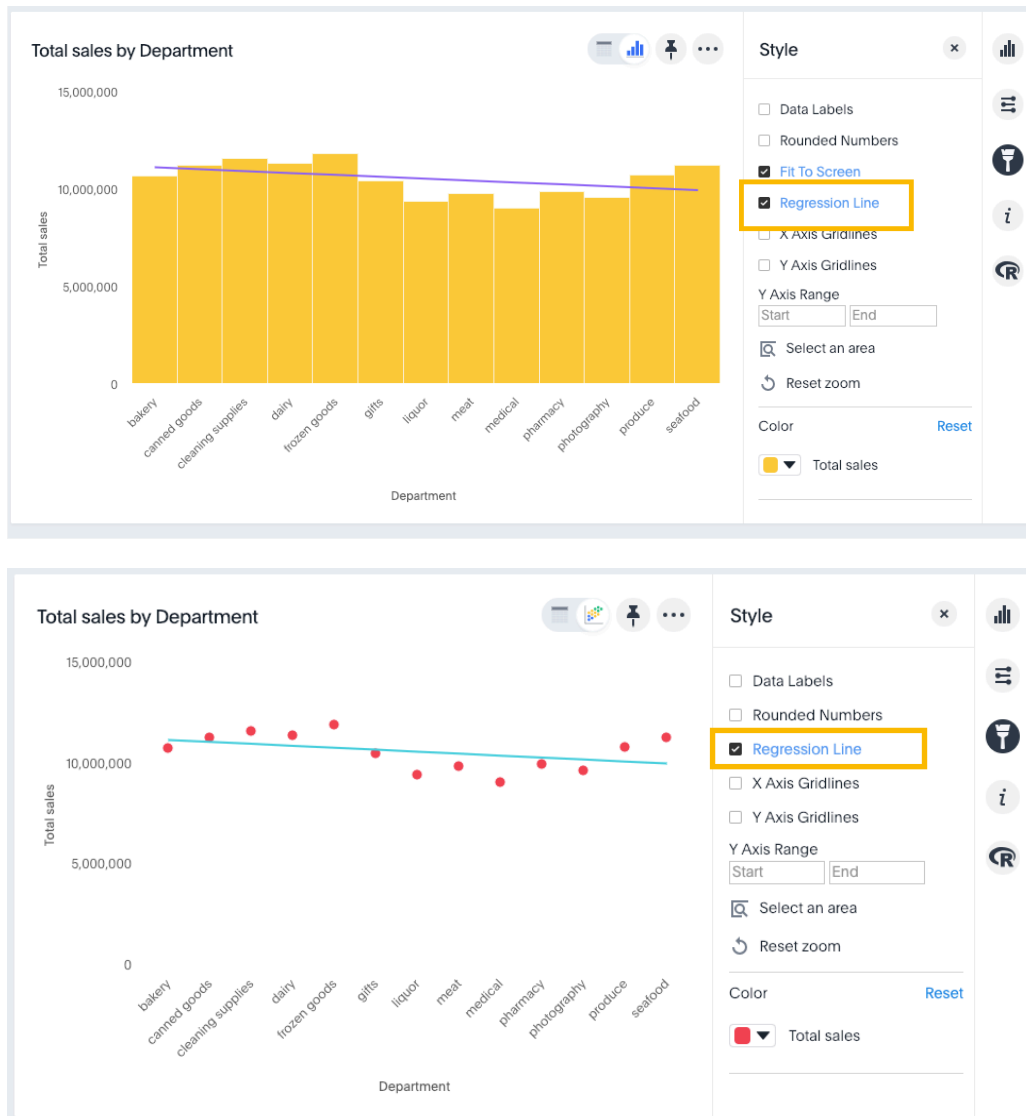 Total sales by Department
Style
15,000,000
10,000,000
5,000,000
0
Total sales
bakery
canned goods
cleaning supplies
dairy
frozen goods
gifts
liquor
meat
medical
pharmacy
photography
produce
seafood
Department
Data Labels
Rounded Numbers
Fit To Screen
Regression Line
X Axis Gridlines
Y Axis Gridlines
Y Axis Range
Start End
Select an area
Reset zoom
Color Reset
Total sales
i
R
Total sales by Department
Style
15,000,000
10,000,000
5,000,000
0
Total sales
bakery
canned goods
cleaning supplies
dairy
frozen goods
gifts
liquor
meat
medical
pharmacy
photography
produce
seafood
Department
Data Labels
Rounded Numbers
Regression Line
X Axis Gridlines
Y Axis Gridlines
Y Axis Range
Start End
Select an area
Reset zoom
Color Reset
Total sales
i
R